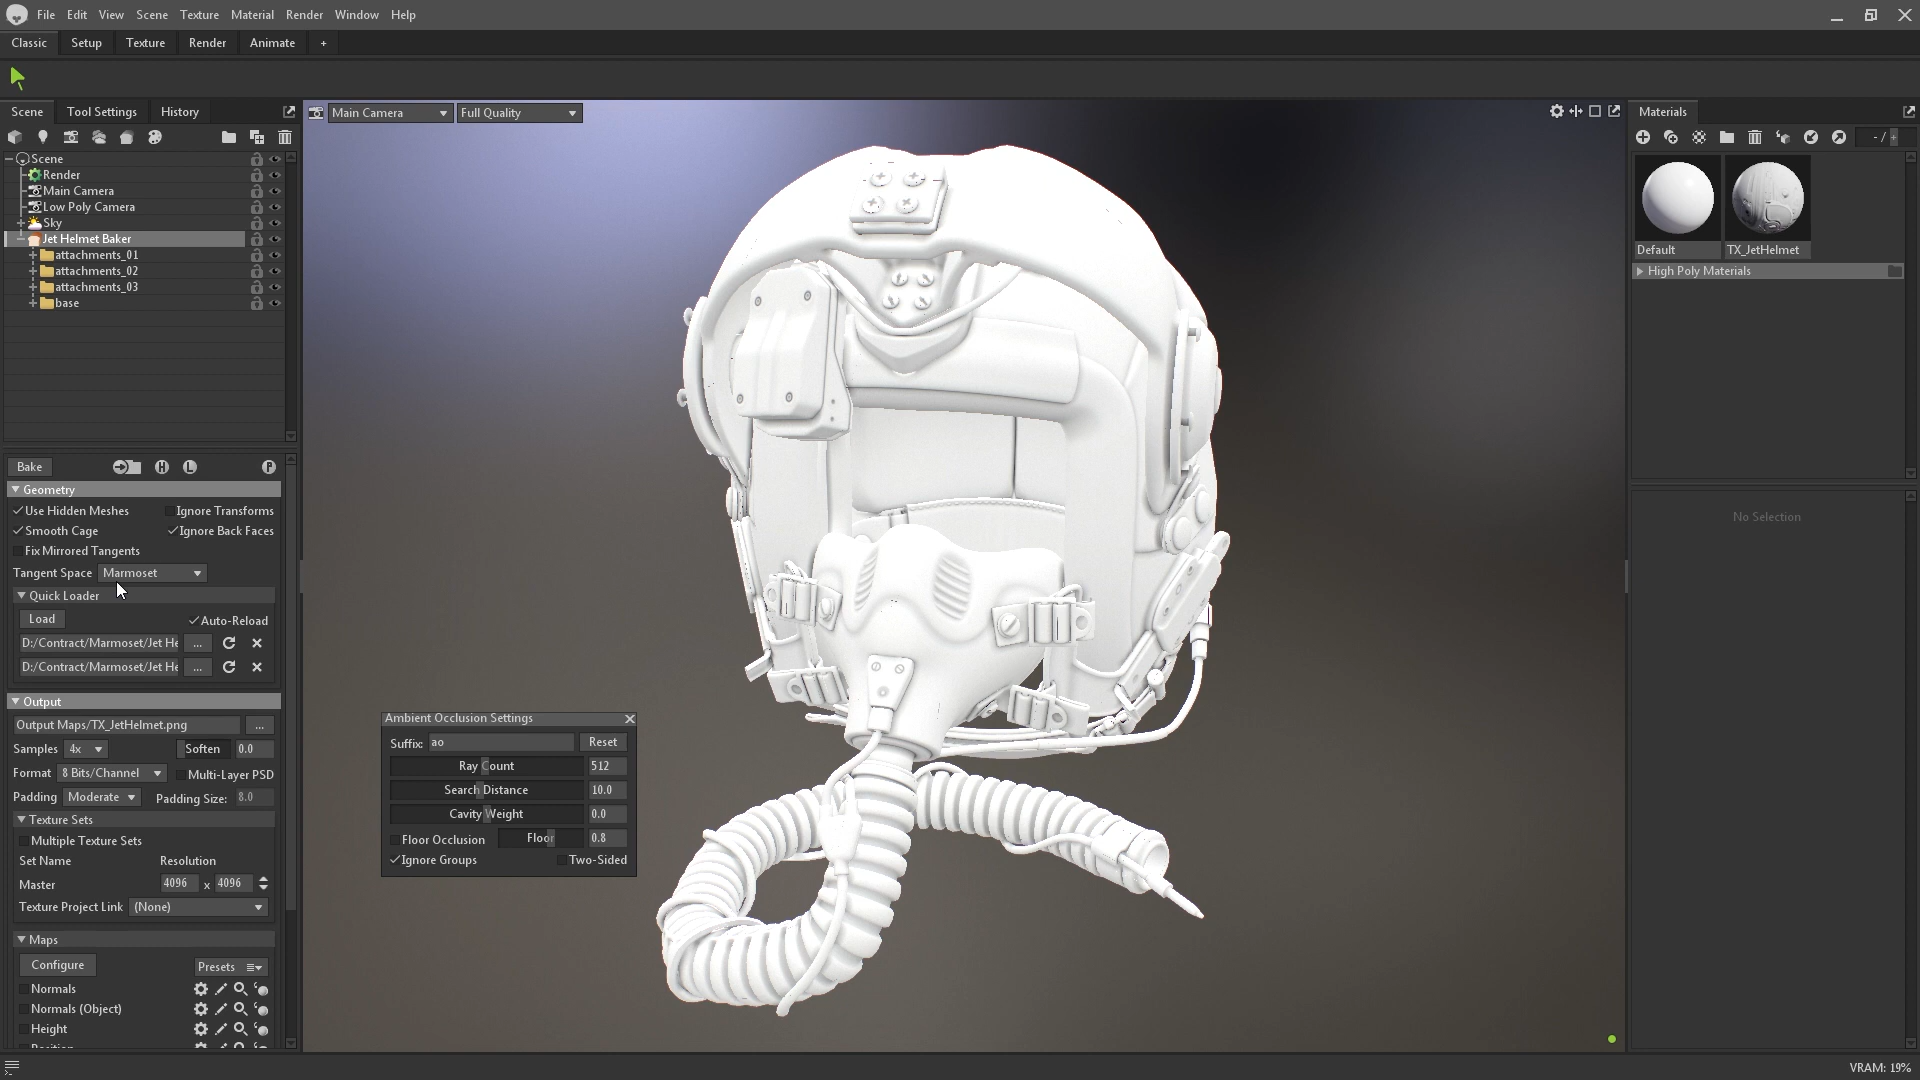 File Edit View Scene Texture Material Render Window Help
Classic Setup Texture Render Animate +
Scene Tool Settings History
Main Camera Full Quality
Materials
- / +
Scene
Render
Main Camera
Low Poly Camera
Sky
Jet Helmet Baker
attachments_01
attachments_02
attachments_03
base
Default TX_JetHelmet
High Poly Materials
No Selection
Bake H L P
Geometry
Use Hidden Meshes Ignore Transforms
Smooth Cage Ignore Back Faces
Fix Mirrored Tangents
Tangent Space Marmoset
Quick Loader
Load Auto-Reload
D:/Contract/Marmoset/Jet He ...
D:/Contract/Marmoset/Jet He ...
Output
Output Maps/TX_JetHelmet.png ...
Samples 4x Soften 0.0
Format 8 Bits/Channel Multi-Layer PSD
Padding Moderate Padding Size: 8.0
Texture Sets
Multiple Texture Sets
Set Name Resolution
Master 4096 x 4096
Texture Project Link (None)
Maps
Configure Presets
Normals
Normals (Object)
Height
Ambient Occlusion Settings
Suffix: ao Reset
Ray Count 512
Search Distance 10.0
Cavity Weight 0.0
Floor Occlusion Floor 0.8
Ignore Groups Two-Sided
VRAM: 19%